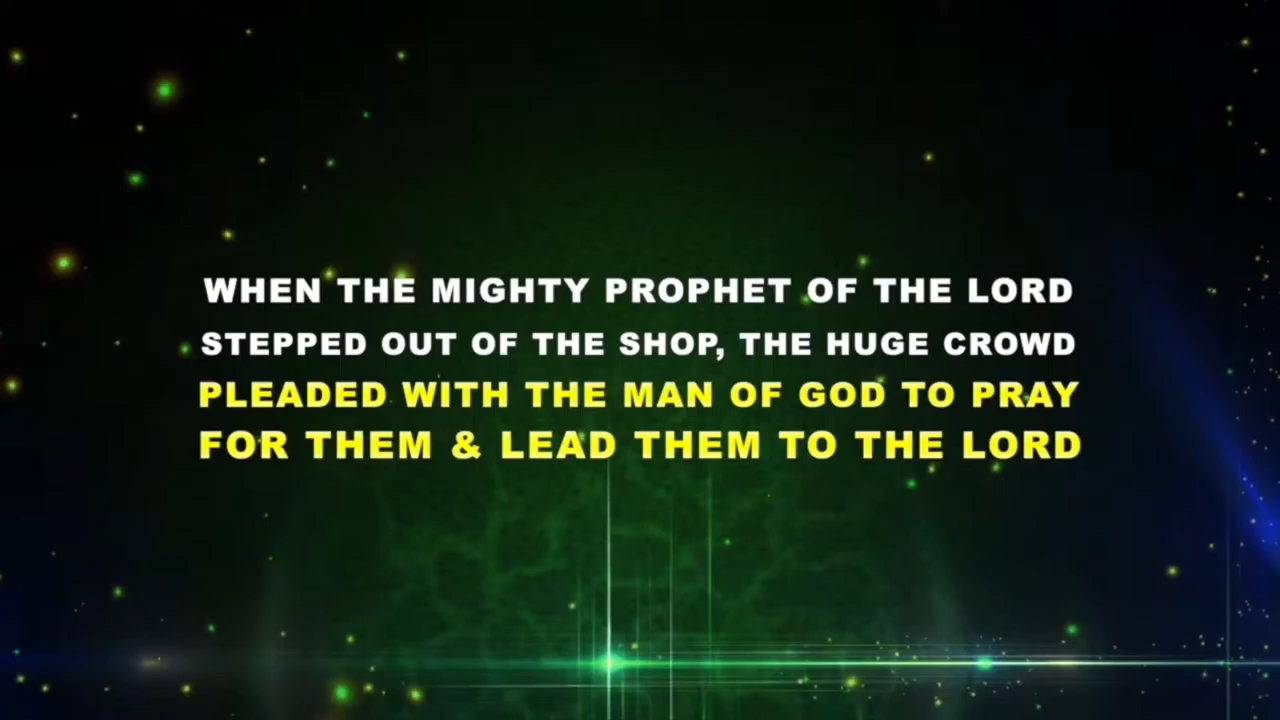 WHEN THE MIGHTY PROPHET OF THE LORD
STEPPED OUT OF THE SHOP, THE HUGE CROWD
PLEADED WITH THE MAN OF GOD TO PRAY
FOR THEM & LEAD THEM TO THE LORD